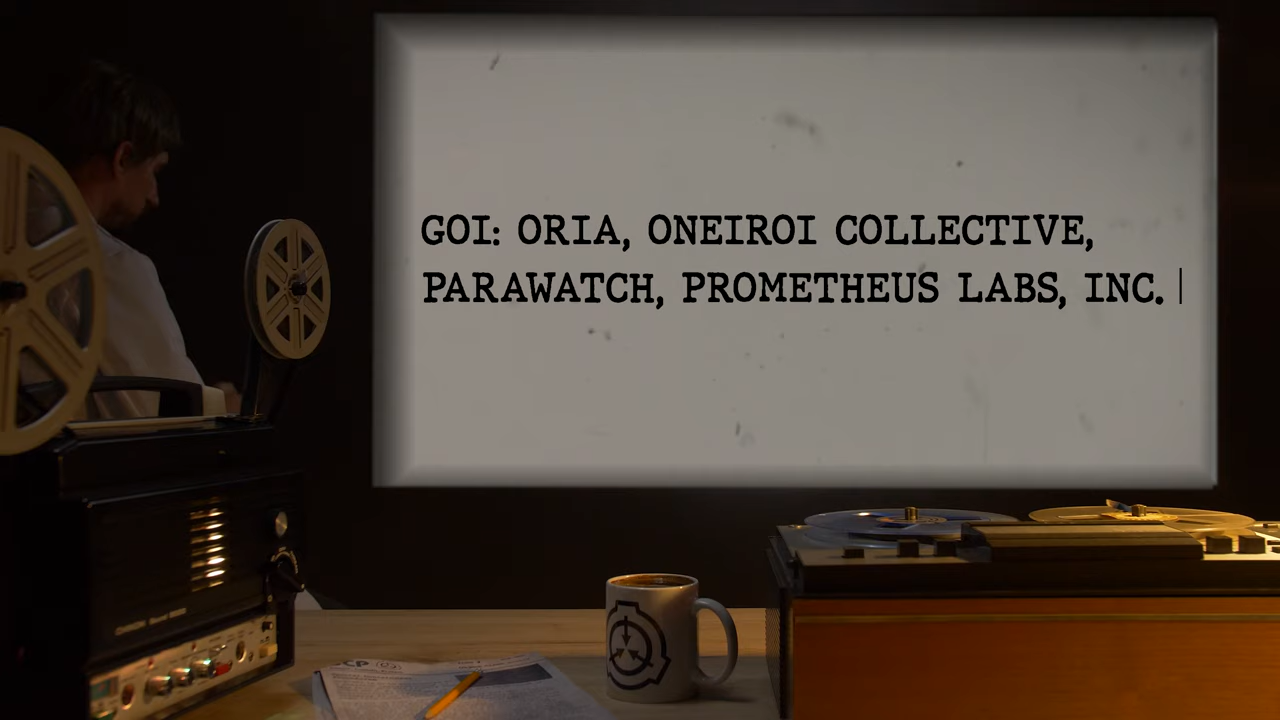 GOI: ORIA, ONEIROI COLLECTIVE,
PARAWATCH, PROMETHEUS LABS, INC.